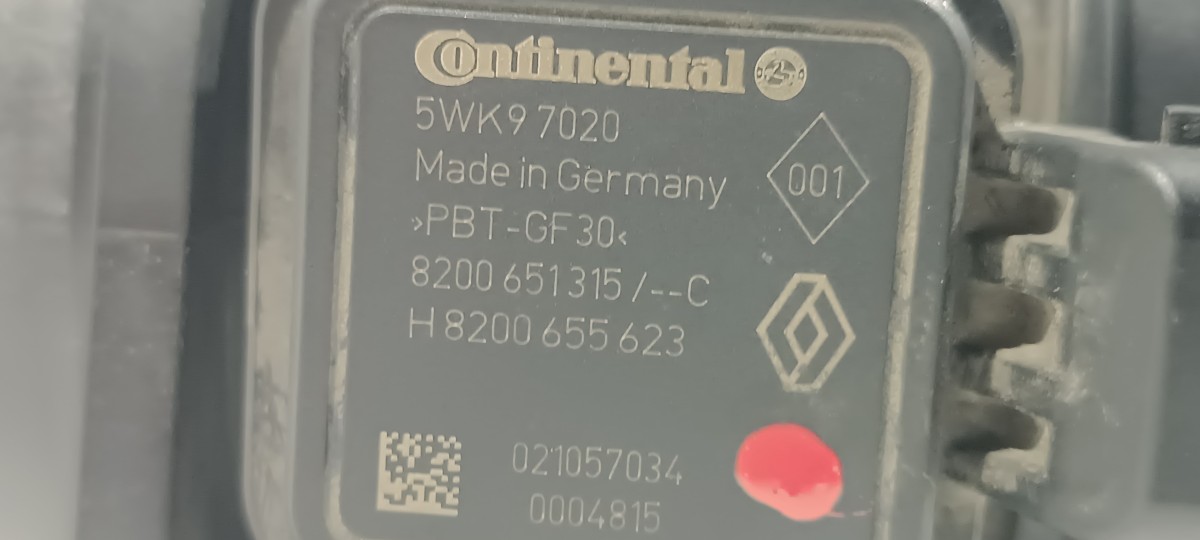 Continental
5WK9 7020
Made in Germany
001
»PBT-GF30«
8200 651 315 /--C
H 8200 655 623
021057034
0004815